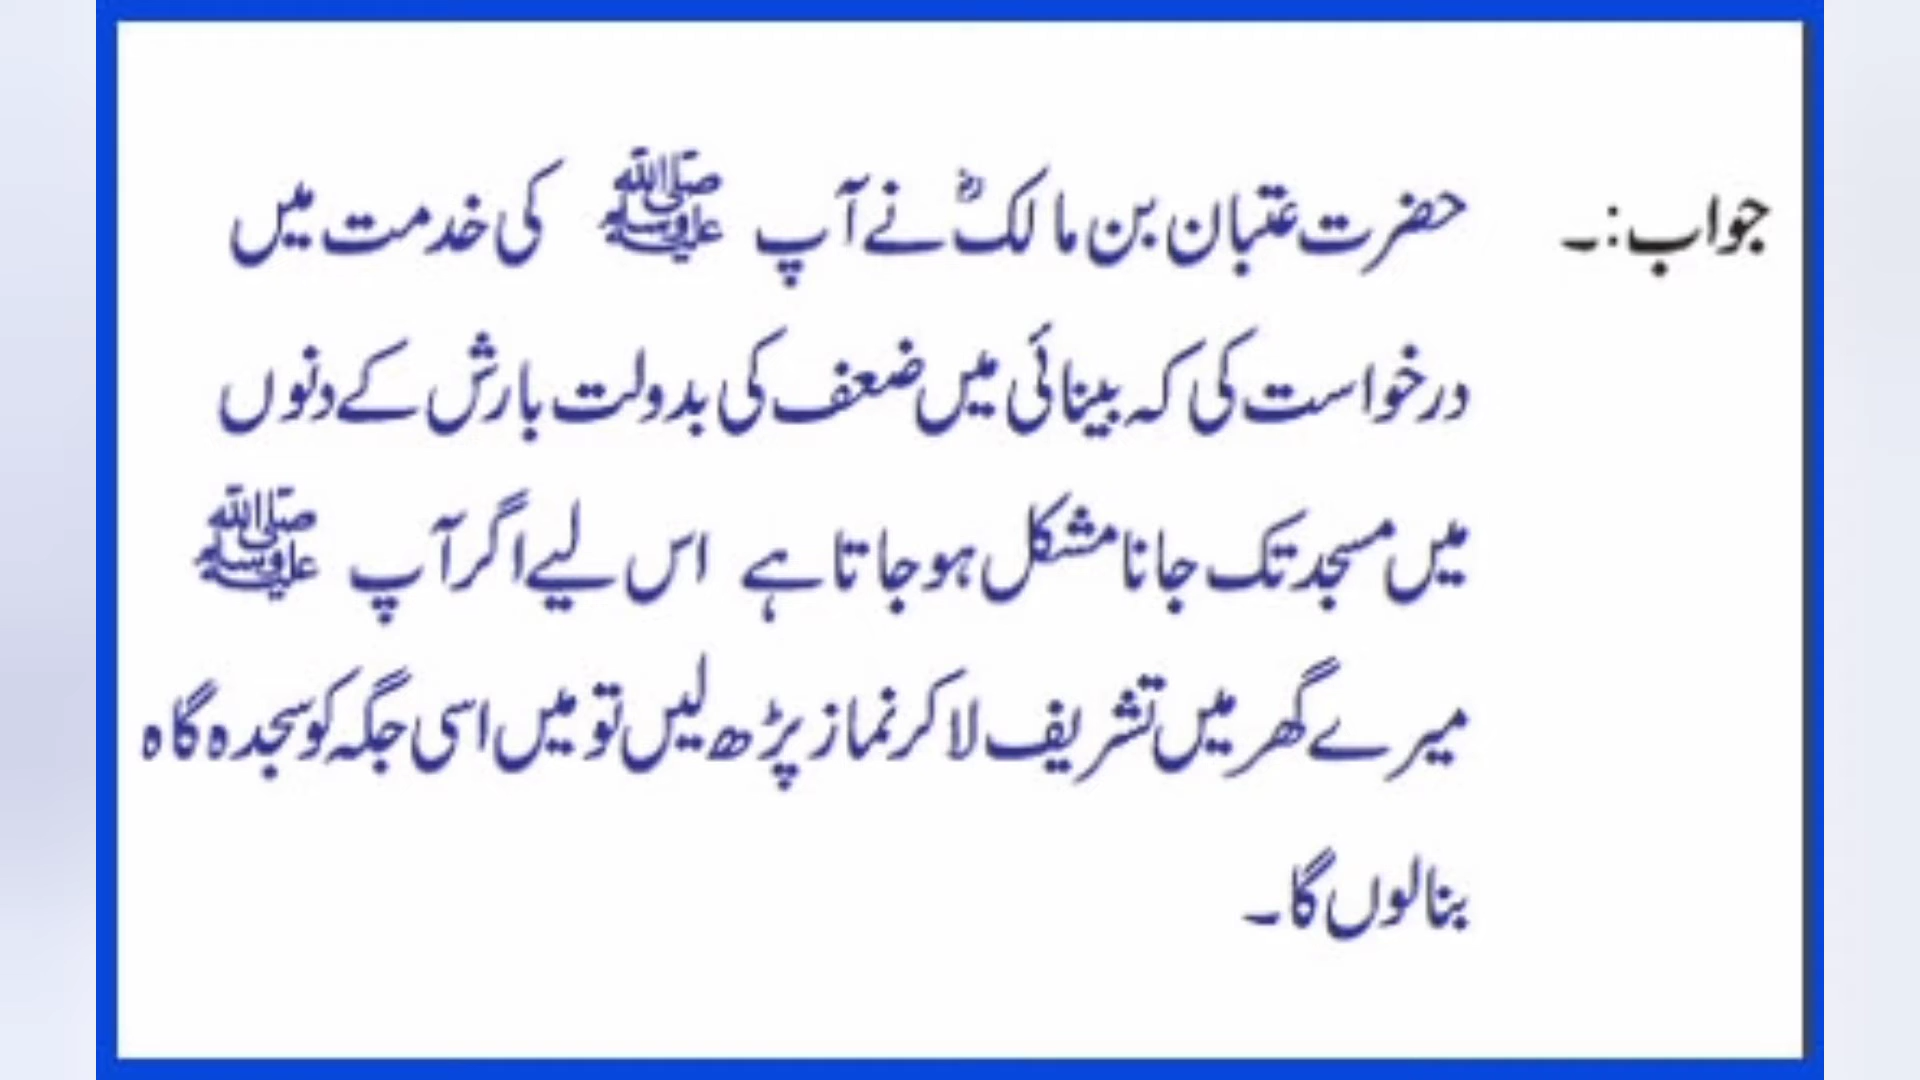 جواب:۔ حضرت عتبان بن مالکؓ نے آپ ﷺ کی خدمت میں
درخواست کی کہ بینائی میں ضعف کی بدولت بارش کے دنوں
میں مسجد تک جانا مشکل ہو جاتا ہے اس لیے اگر آپ ﷺ
میرے گھر میں تشریف لا کر نماز پڑھ لیں تو میں اسی جگہ کو سجدہ گاہ
بنا لوں گا۔